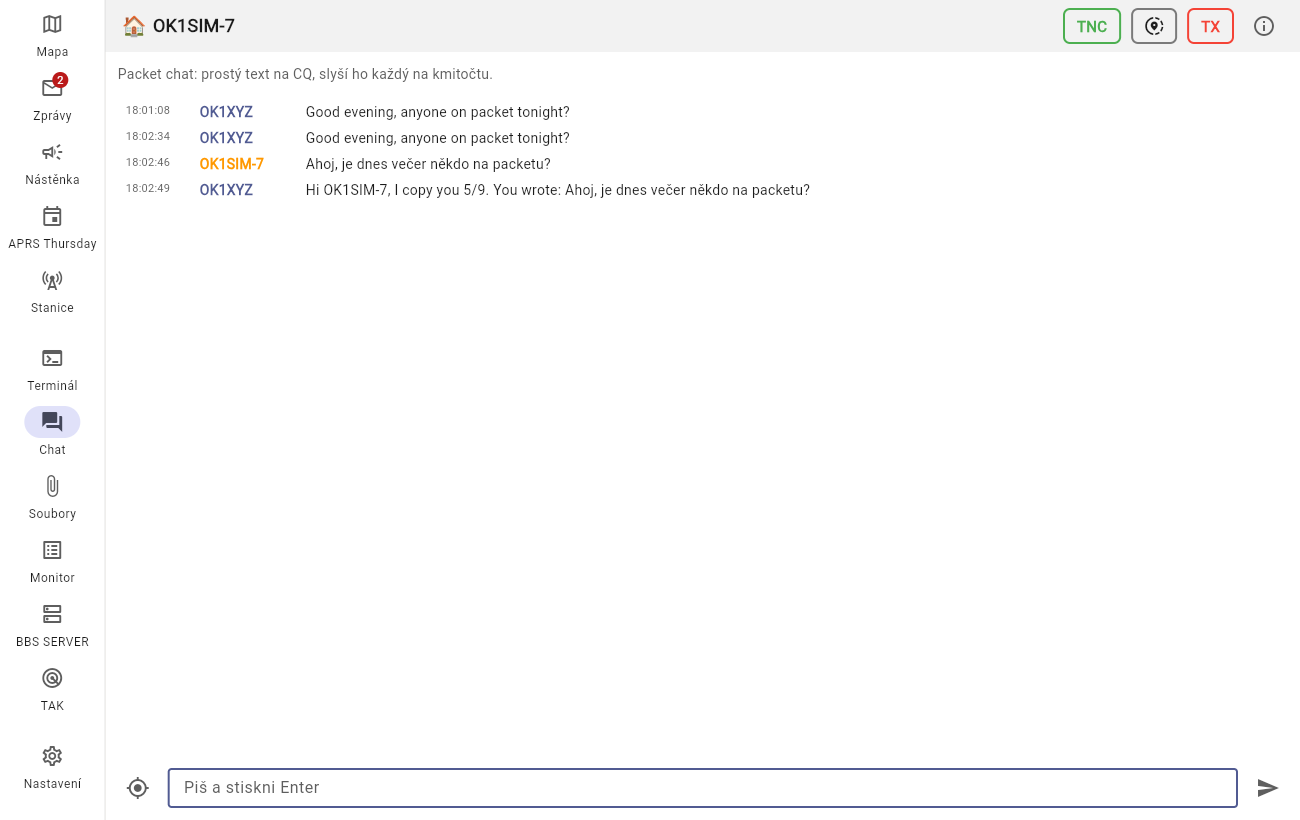 OK1SIM-7
TNC
TX
Mapa
2
Zprávy
Nástěnka
APRS Thursday
Stanice
Terminál
Chat
Soubory
Monitor
BBS SERVER
TAK
Nastavení
Packet chat: prostý text na CQ, slyší ho každý na kmitočtu.
18:01:08 OK1XYZ Good evening, anyone on packet tonight?
18:02:34 OK1XYZ Good evening, anyone on packet tonight?
18:02:46 OK1SIM-7 Ahoj, je dnes večer někdo na packetu?
18:02:49 OK1XYZ Hi OK1SIM-7, I copy you 5/9. You wrote: Ahoj, je dnes večer někdo na packetu?
Piš a stiskni Enter